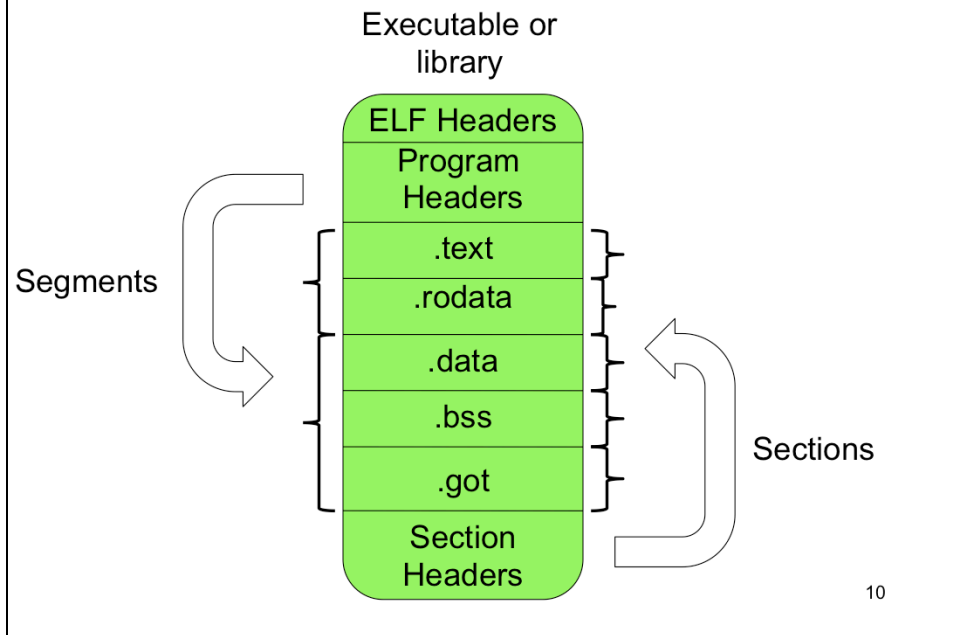 Executable or
library
ELF Headers
Program
Headers
.text
Segments
.rodata
.data
.bss
Sections
.got
Section
Headers
10